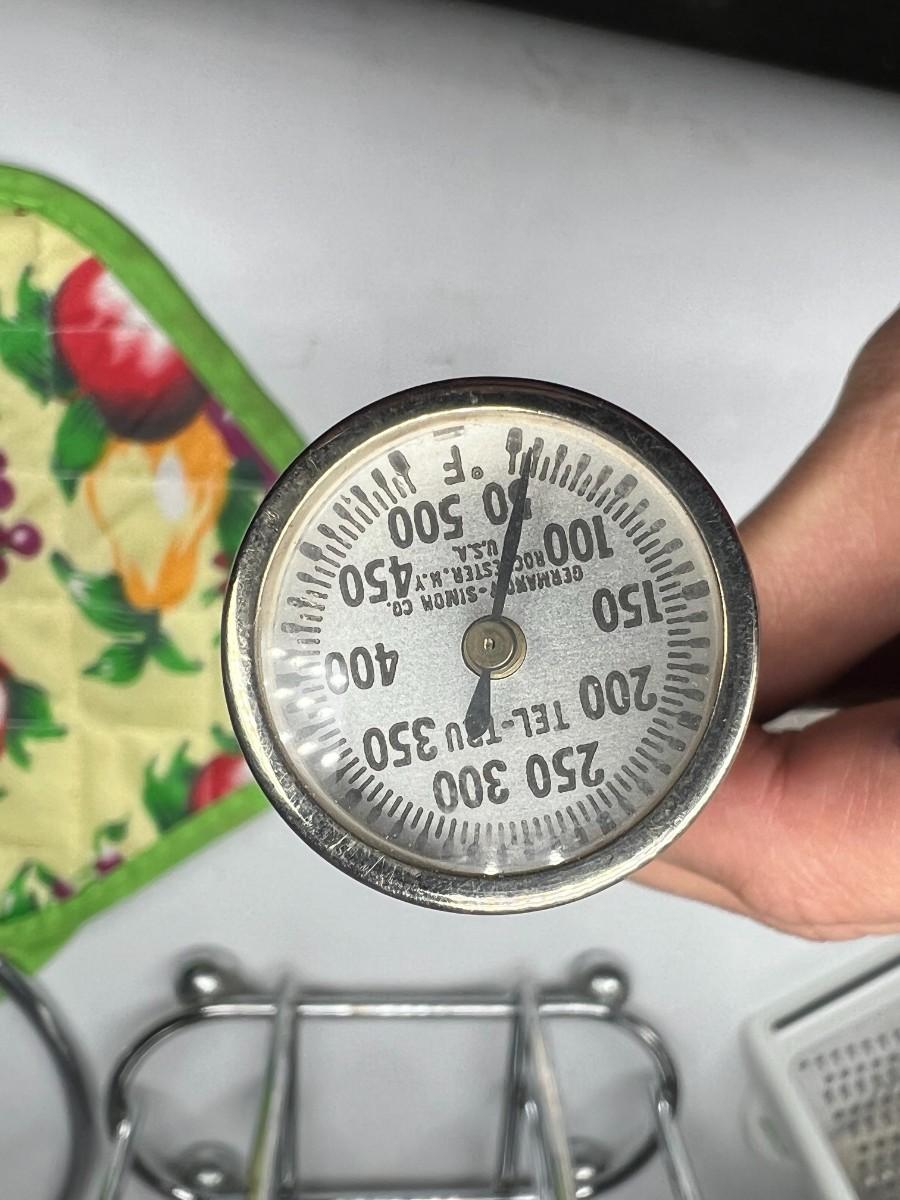 TEL-TRU
GERMANOW-SIMON CO.
ROCHESTER, N.Y.
U.S.A.
°F
50
100
150
200
250
300
350
400
450
500